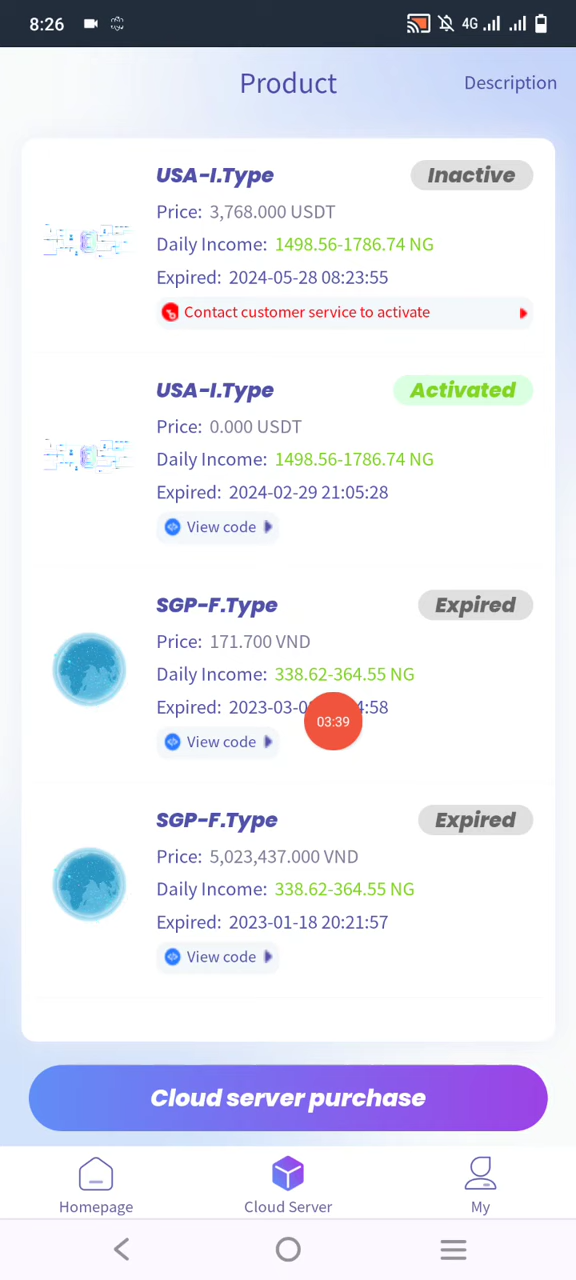 8:26
4G
Product
Description
USA-I.Type
Inactive
Price: 3,768.000 USDT
Daily Income: 1498.56-1786.74 NG
Expired: 2024-05-28 08:23:55
Contact customer service to activate
USA-I.Type
Activated
Price: 0.000 USDT
Daily Income: 1498.56-1786.74 NG
Expired: 2024-02-29 21:05:28
View code
SGP-F.Type
Expired
Price: 171.700 VND
Daily Income: 338.62-364.55 NG
Expired: 2023-03-0 4:58
03:39
View code
SGP-F.Type
Expired
Price: 5,023,437.000 VND
Daily Income: 338.62-364.55 NG
Expired: 2023-01-18 20:21:57
View code
Cloud server purchase
Homepage
Cloud Server
My